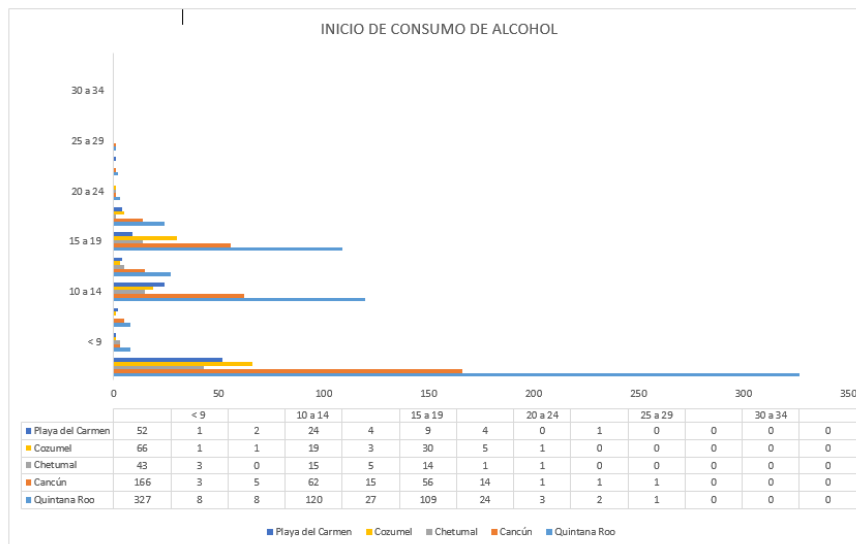 INICIO DE CONSUMO DE ALCOHOL
30 a 34
25 a 29
20 a 24
15 a 19
10 a 14
< 9
0 50 100 150 200 250 300 350
< 9 10 a 14 15 a 19 20 a 24 25 a 29 30 a 34
Playa del Carmen 52 1 2 24 4 9 4 0 1 0 0 0 0
Cozumel 66 1 1 19 3 30 5 1 0 0 0 0 0
Chetumal 43 3 0 15 5 14 1 1 0 0 0 0 0
Cancún 166 3 5 62 15 56 14 1 1 1 0 0 0
Quintana Roo 327 8 8 120 27 109 24 3 2 1 0 0 0
Playa del Carmen Cozumel Chetumal Cancún Quintana Roo